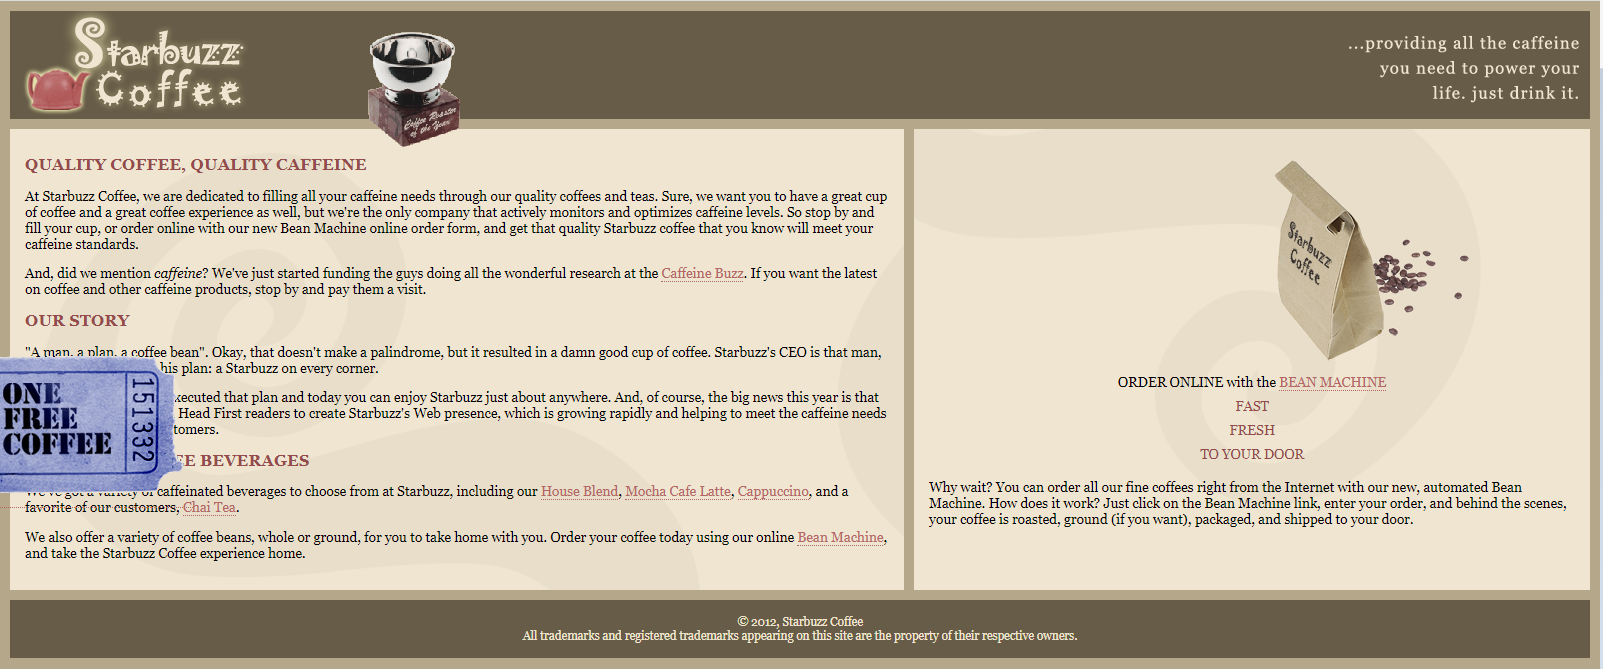 Starbuzz
Coffee
Coffee Roaster
of the Year
...providing all the caffeine
you need to power your
life. just drink it.
QUALITY COFFEE, QUALITY CAFFEINE
At Starbuzz Coffee, we are dedicated to filling all your caffeine needs through our quality coffees and teas. Sure, we want you to have a great cup
of coffee and a great coffee experience as well, but we're the only company that actively monitors and optimizes caffeine levels. So stop by and
fill your cup, or order online with our new Bean Machine online order form, and get that quality Starbuzz coffee that you know will meet your
caffeine standards.
And, did we mention caffeine? We've just started funding the guys doing all the wonderful research at the Caffeine Buzz. If you want the latest
on coffee and other caffeine products, stop by and pay them a visit.
OUR STORY
"A man, a plan, a coffee bean". Okay, that doesn't make a palindrome, but it resulted in a damn good cup of coffee. Starbuzz's CEO is that man,
his plan: a Starbuzz on every corner.
xecuted that plan and today you can enjoy Starbuzz just about anywhere. And, of course, the big news this year is that
Head First readers to create Starbuzz's Web presence, which is growing rapidly and helping to meet the caffeine needs
tomers.
ONE
FREE
COFFEE
151332
E BEVERAGES
We've got a variety of caffeinated beverages to choose from at Starbuzz, including our House Blend, Mocha Cafe Latte, Cappuccino, and a
favorite of our customers, Chai Tea.
We also offer a variety of coffee beans, whole or ground, for you to take home with you. Order your coffee today using our online Bean Machine,
and take the Starbuzz Coffee experience home.
Starbuzz
Coffee
ORDER ONLINE with the BEAN MACHINE
FAST
FRESH
TO YOUR DOOR
Why wait? You can order all our fine coffees right from the Internet with our new, automated Bean
Machine. How does it work? Just click on the Bean Machine link, enter your order, and behind the scenes,
your coffee is roasted, ground (if you want), packaged, and shipped to your door.
© 2012, Starbuzz Coffee
All trademarks and registered trademarks appearing on this site are the property of their respective owners.